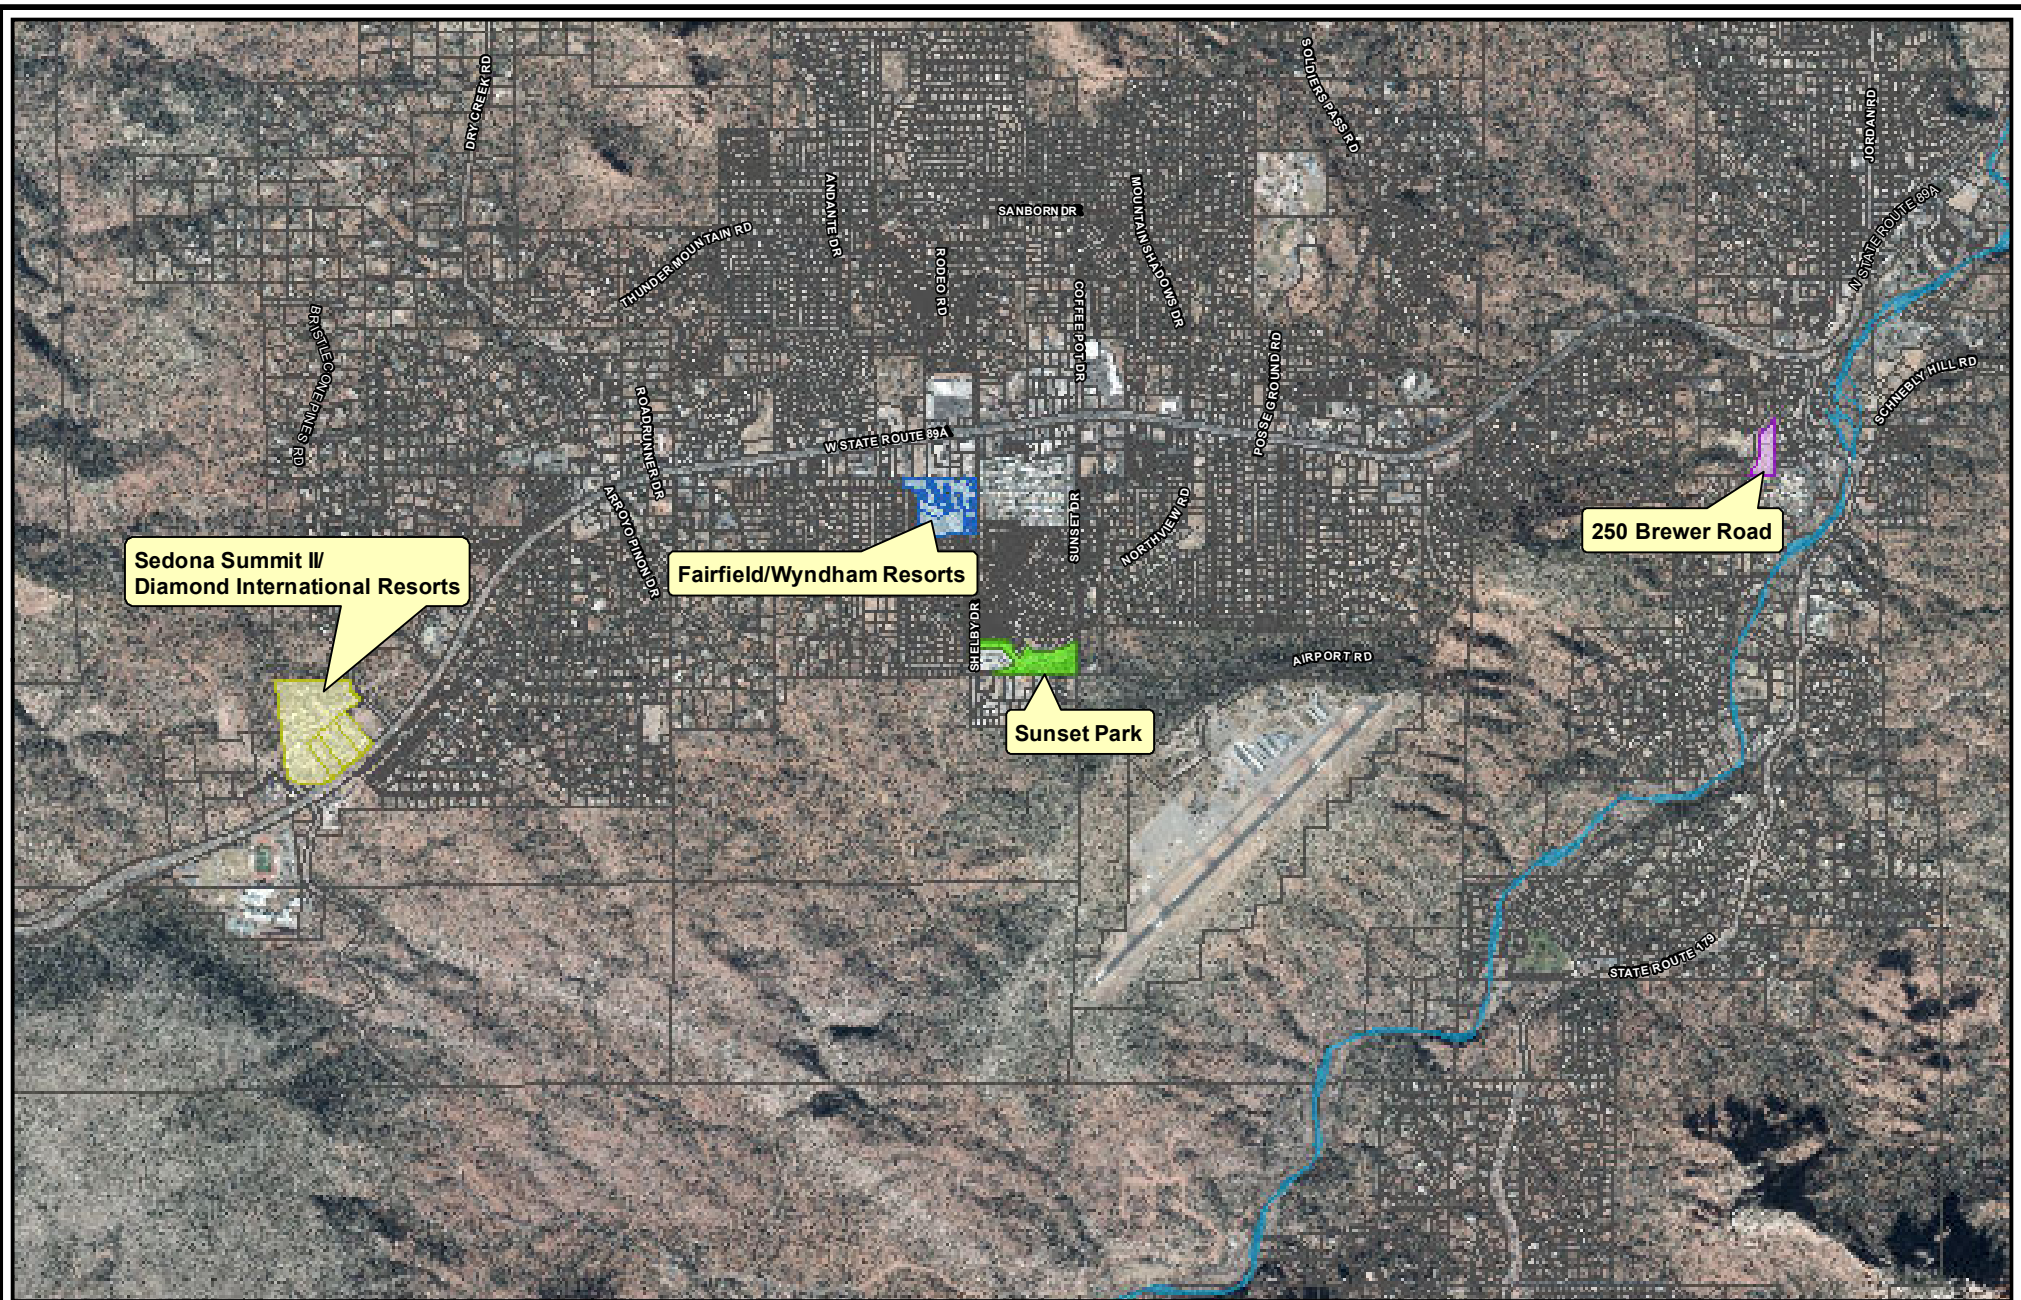 DRY CREEK RD
SOLDIERS PASS RD
JORDAN RD
ANDANTE DR
SANBORN DR
MOUNTAIN SHADOWS DR
N STATE ROUTE 89A
THUNDER MOUNTAIN RD
RODEO RD
COFFEE POT DR
BRISTLECONE PINES RD
ROADRUNNER DR
POSSE GROUND RD
SCHNEBLY HILL RD
W STATE ROUTE 89A
ARROYO PINON DR
SUNSET DR
NORTHVIEW RD
250 Brewer Road
Sedona Summit II/
Diamond International Resorts
Fairfield/Wyndham Resorts
SHELBY DR
AIRPORT RD
Sunset Park
STATE ROUTE 179